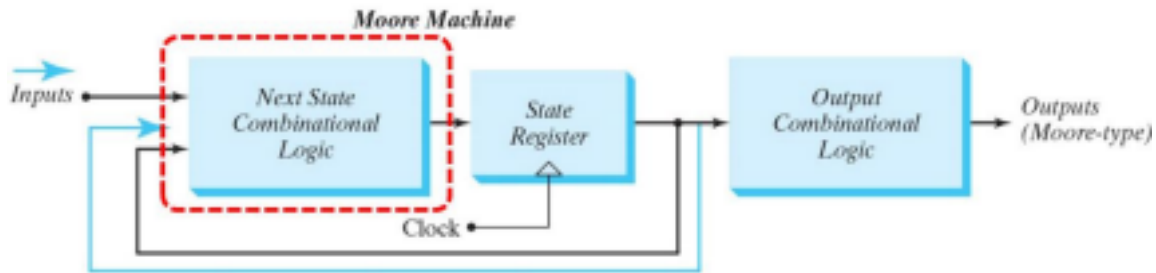 Moore Machine
Inputs
Next State
Combinational
Logic
State
Register
Clock
Output
Combinational
Logic
Outputs
(Moore-type)